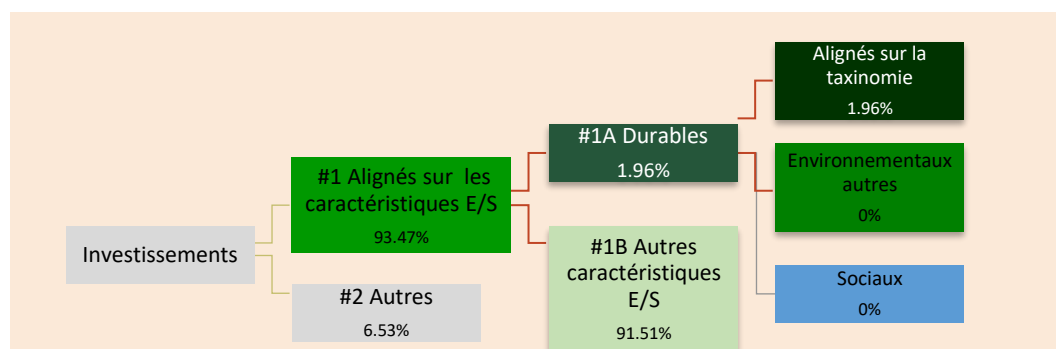 Investissements
#1 Alignés sur les
caractéristiques E/S
93.47%
#2 Autres
6.53%
#1A Durables
1.96%
#1B Autres
caractéristiques
E/S
91.51%
Alignés sur la
taxinomie
1.96%
Environnementaux
autres
0%
Sociaux
0%